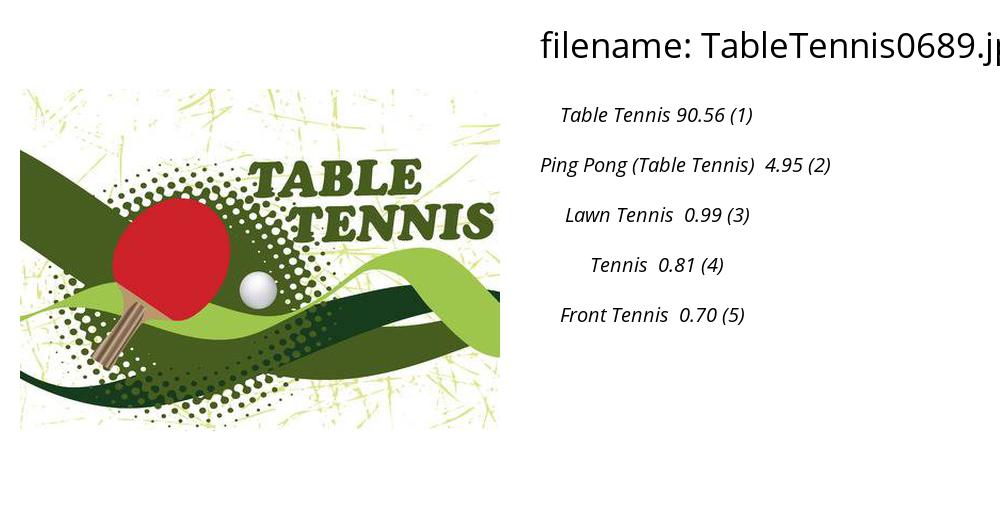 filename: TableTennis0689.jp
TABLE
TENNIS
Table Tennis 90.56 (1)
Ping Pong (Table Tennis) 4.95 (2)
Lawn Tennis 0.99 (3)
Tennis 0.81 (4)
Front Tennis 0.70 (5)